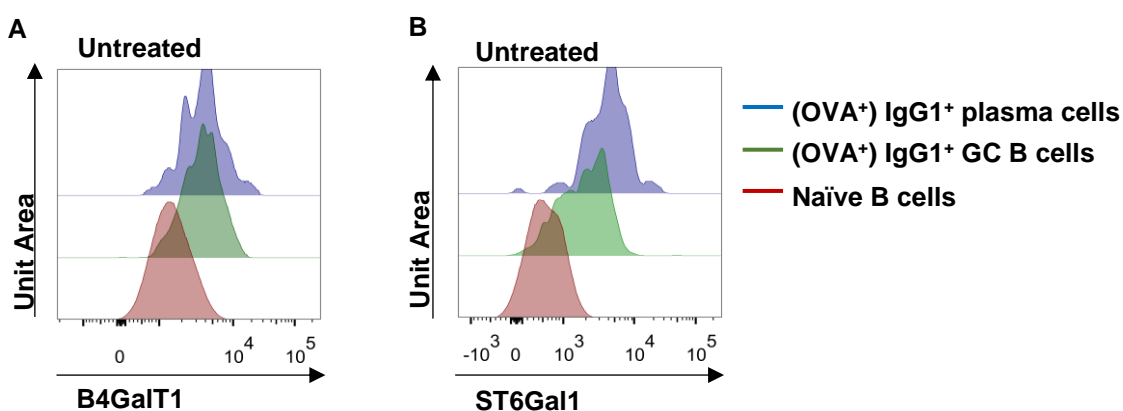 A
Untreated
Unit Area
0 10⁴ 10⁵
B4GalT1
B
Untreated
Unit Area
-10³ 0 10³ 10⁴ 10⁵
ST6Gal1
(OVA⁺) IgG1⁺ plasma cells
(OVA⁺) IgG1⁺ GC B cells
Naïve B cells